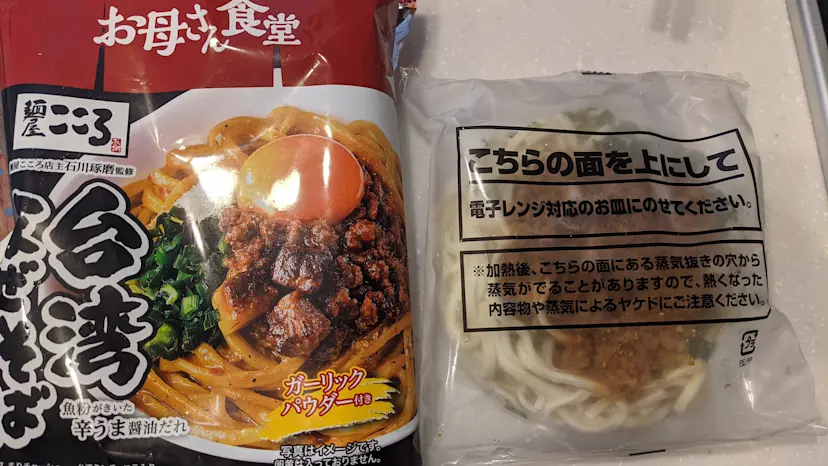 お母さん食堂
麺屋 こころ
麺屋こころ店主石川琢磨監修
台湾
まぜそば
魚粉がきいた
辛うま醤油だれ
ガーリック
パウダー付き
写真はイメージです。
こちらの面を上にして
電子レンジ対応のお皿にのせてください。
※加熱後、こちらの面にある蒸気抜きの穴から
蒸気がでることがありますので、熱くなった
内容物や蒸気によるヤケドにご注意ください。
プラ